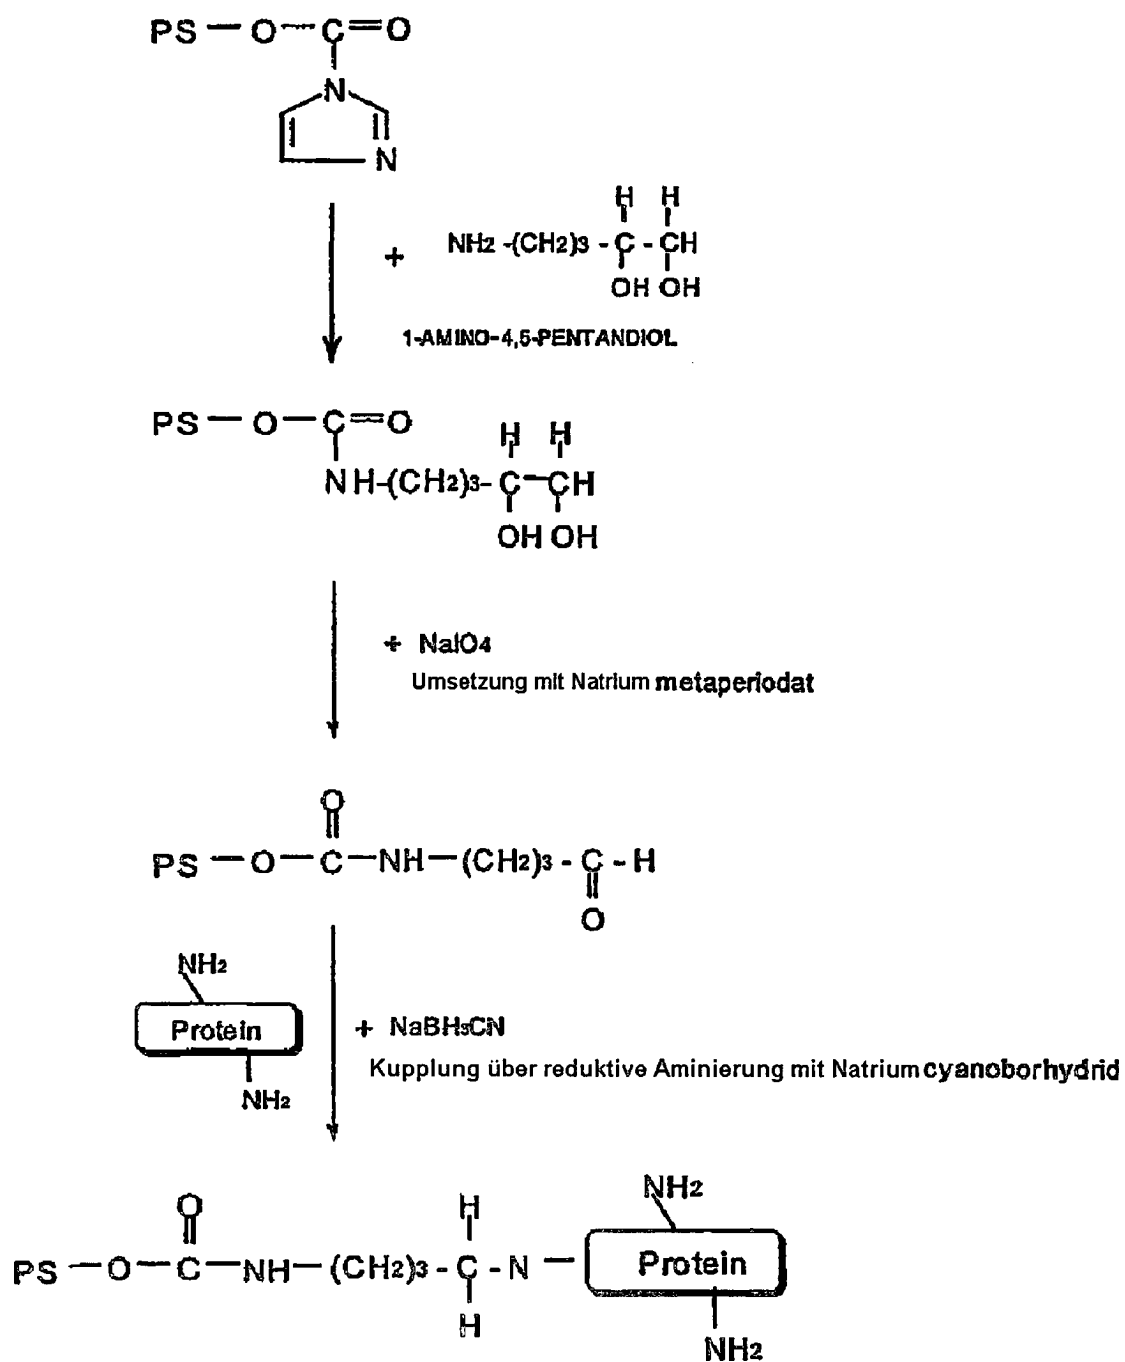 PS — O — C = O
N
N
H H
+ NH2 -(CH2)3 - C - CH
OH OH
1-AMINO-4,5-PENTANDIOL
PS — O — C = O
H H
NH-(CH2)3- C — CH
OH OH
+ NaIO4
Umsetzung mit Natrium metaperiodat
O
PS — O — C — NH — (CH2)3 - C - H
O
NH2
Protein
NH2
+ NaBH3CN
Kupplung über reduktive Aminierung mit Natrium cyanoborhydrid
O H NH2
PS — O — C — NH — (CH2)3 - C - N — Protein
H NH2